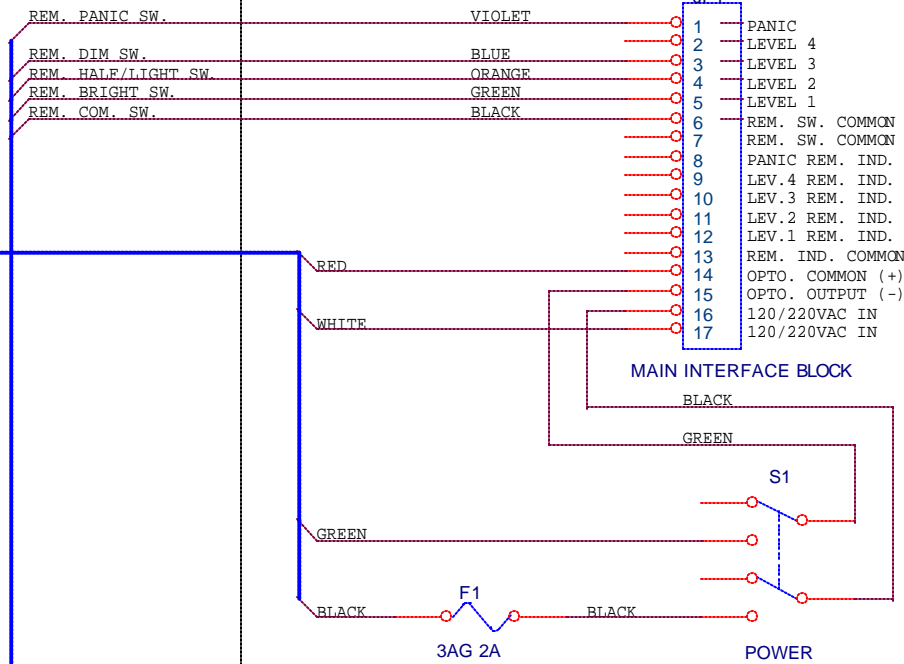 REM. PANIC SW. VIOLET 1 PANIC
2 LEVEL 4
REM. DIM SW. BLUE 3 LEVEL 3
REM. HALF/LIGHT SW. ORANGE 4 LEVEL 2
REM. BRIGHT SW. GREEN 5 LEVEL 1
REM. COM. SW. BLACK 6 REM. SW. COMMON
7 REM. SW. COMMON
8 PANIC REM. IND.
9 LEV.4 REM. IND.
10 LEV.3 REM. IND.
11 LEV.2 REM. IND.
12 LEV.1 REM. IND.
13 REM. IND. COMMON
RED 14 OPTO. COMMON (+)
15 OPTO. OUTPUT (-)
16 120/220VAC IN
WHITE 17 120/220VAC IN
MAIN INTERFACE BLOCK
BLACK
GREEN
S1
GREEN
F1
BLACK BLACK
3AG 2A POWER